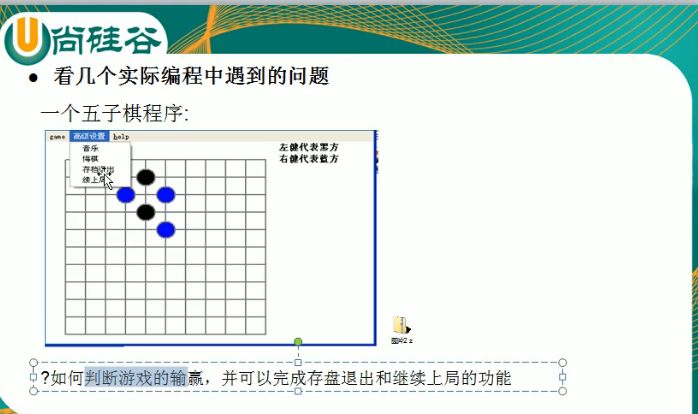 尚硅谷
● 看几个实际编程中遇到的问题
一个五子棋程序:
game 高级设置 help
音乐
悔棋
存档退出
续上局
左键代表黑方
右键代表蓝方
图片2 z
?如何判断游戏的输赢，并可以完成存盘退出和继续上局的功能